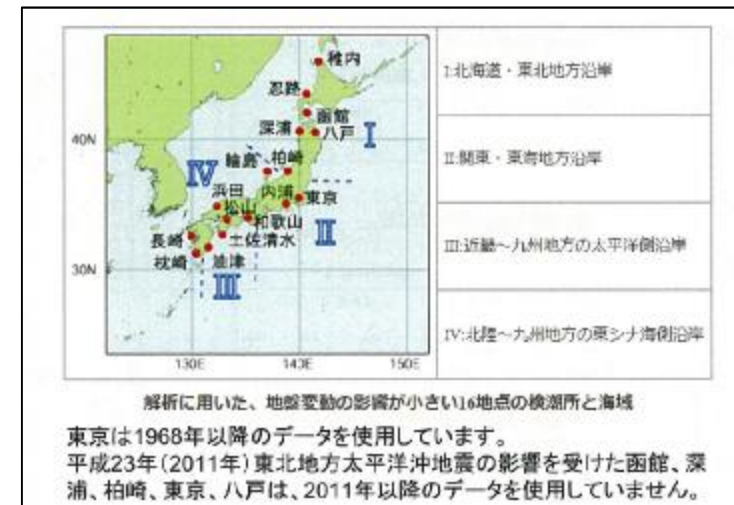 稚内
忍路
函館
深浦
八戸
I
40N
輪島
柏崎
IV
浜田
内浦
東京
松山
和歌山
II
長崎
土佐清水
枕崎
油津
30N
III
130E
143E
150E
I:北海道・東北地方沿岸
II:関東・東海地方沿岸
III:近畿～九州地方の太平洋側沿岸
IV:北陸～九州地方の東シナ海側沿岸
解析に用いた、地盤変動の影響が小さい16地点の検潮所と海域
東京は1968年以降のデータを使用しています。
平成23年(2011年)東北地方太平洋沖地震の影響を受けた函館、深
浦、柏崎、東京、八戸は、2011年以降のデータを使用していません。